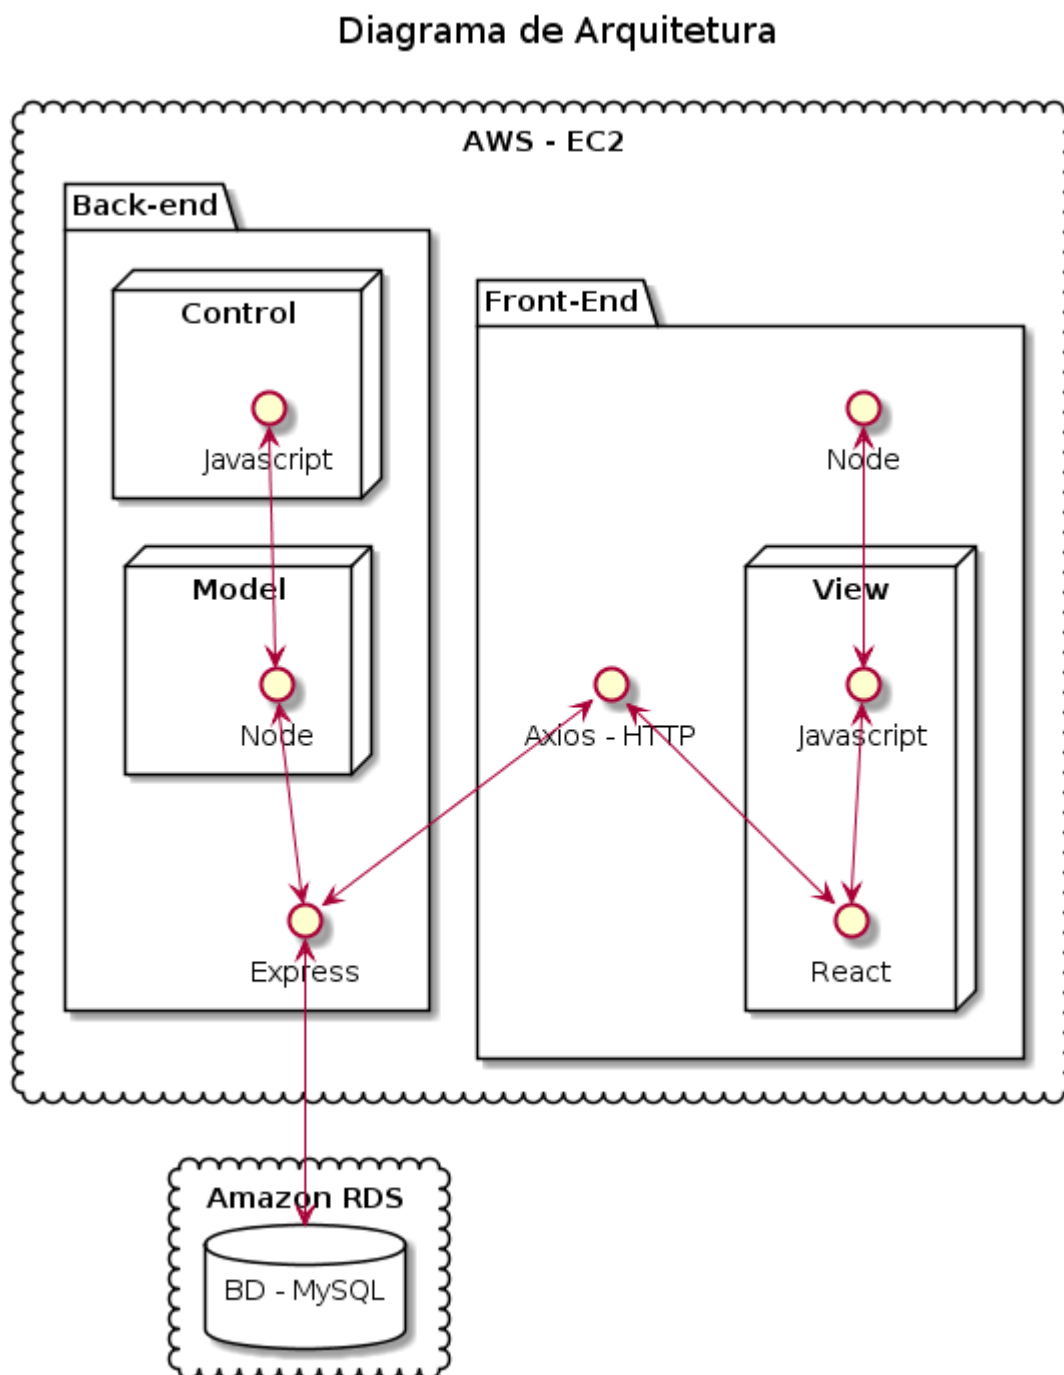 Diagrama de Arquitetura
AWS - EC2
Back-end
Control
Javascript
Model
Node
Express
Front-End
Node
View
Javascript
Axios - HTTP
React
Amazon RDS
BD - MySQL